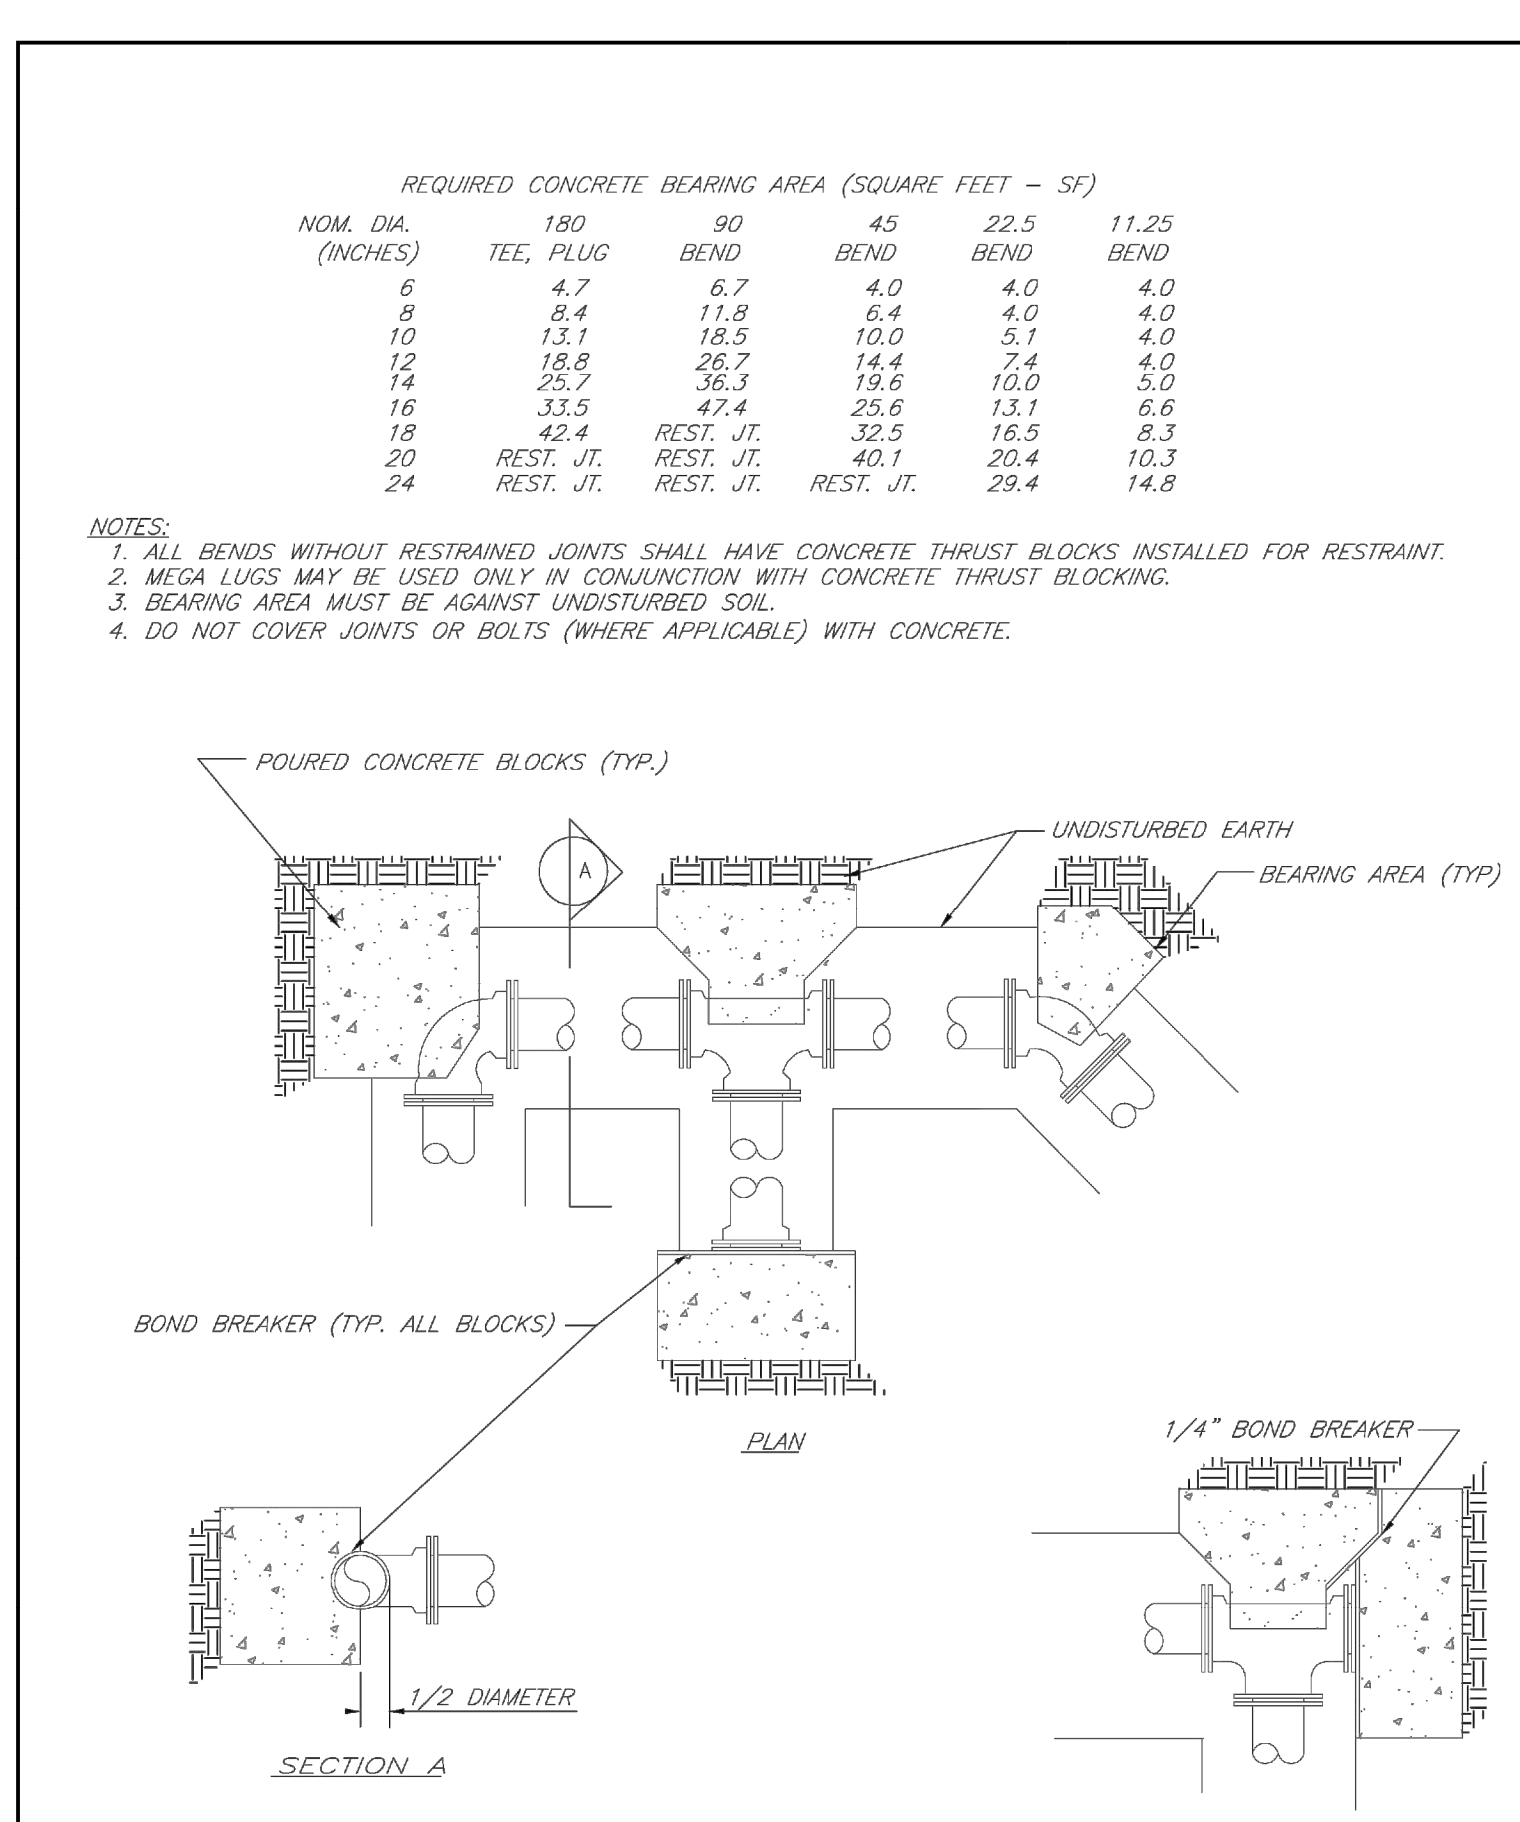 REQUIRED CONCRETE BEARING AREA (SQUARE FEET – SF)
NOM. DIA. 180 90 45 22.5 11.25
(INCHES) TEE, PLUG BEND BEND BEND BEND
6 4.7 6.7 4.0 4.0 4.0
8 8.4 11.8 6.4 4.0 4.0
10 13.1 18.5 10.0 5.1 4.0
12 18.8 26.7 14.4 7.4 4.0
14 25.7 36.3 19.6 10.0 5.0
16 33.5 47.4 25.6 13.1 6.6
18 42.4 REST. JT. 32.5 16.5 8.3
20 REST. JT. REST. JT. 40.1 20.4 10.3
24 REST. JT. REST. JT. REST. JT. 29.4 14.8
NOTES:
1. ALL BENDS WITHOUT RESTRAINED JOINTS SHALL HAVE CONCRETE THRUST BLOCKS INSTALLED FOR RESTRAINT.
2. MEGA LUGS MAY BE USED ONLY IN CONJUNCTION WITH CONCRETE THRUST BLOCKING.
3. BEARING AREA MUST BE AGAINST UNDISTURBED SOIL.
4. DO NOT COVER JOINTS OR BOLTS (WHERE APPLICABLE) WITH CONCRETE.
POURED CONCRETE BLOCKS (TYP.)
UNDISTURBED EARTH
A
BEARING AREA (TYP)
BOND BREAKER (TYP. ALL BLOCKS)
PLAN
1/4" BOND BREAKER
1/2 DIAMETER
SECTION A